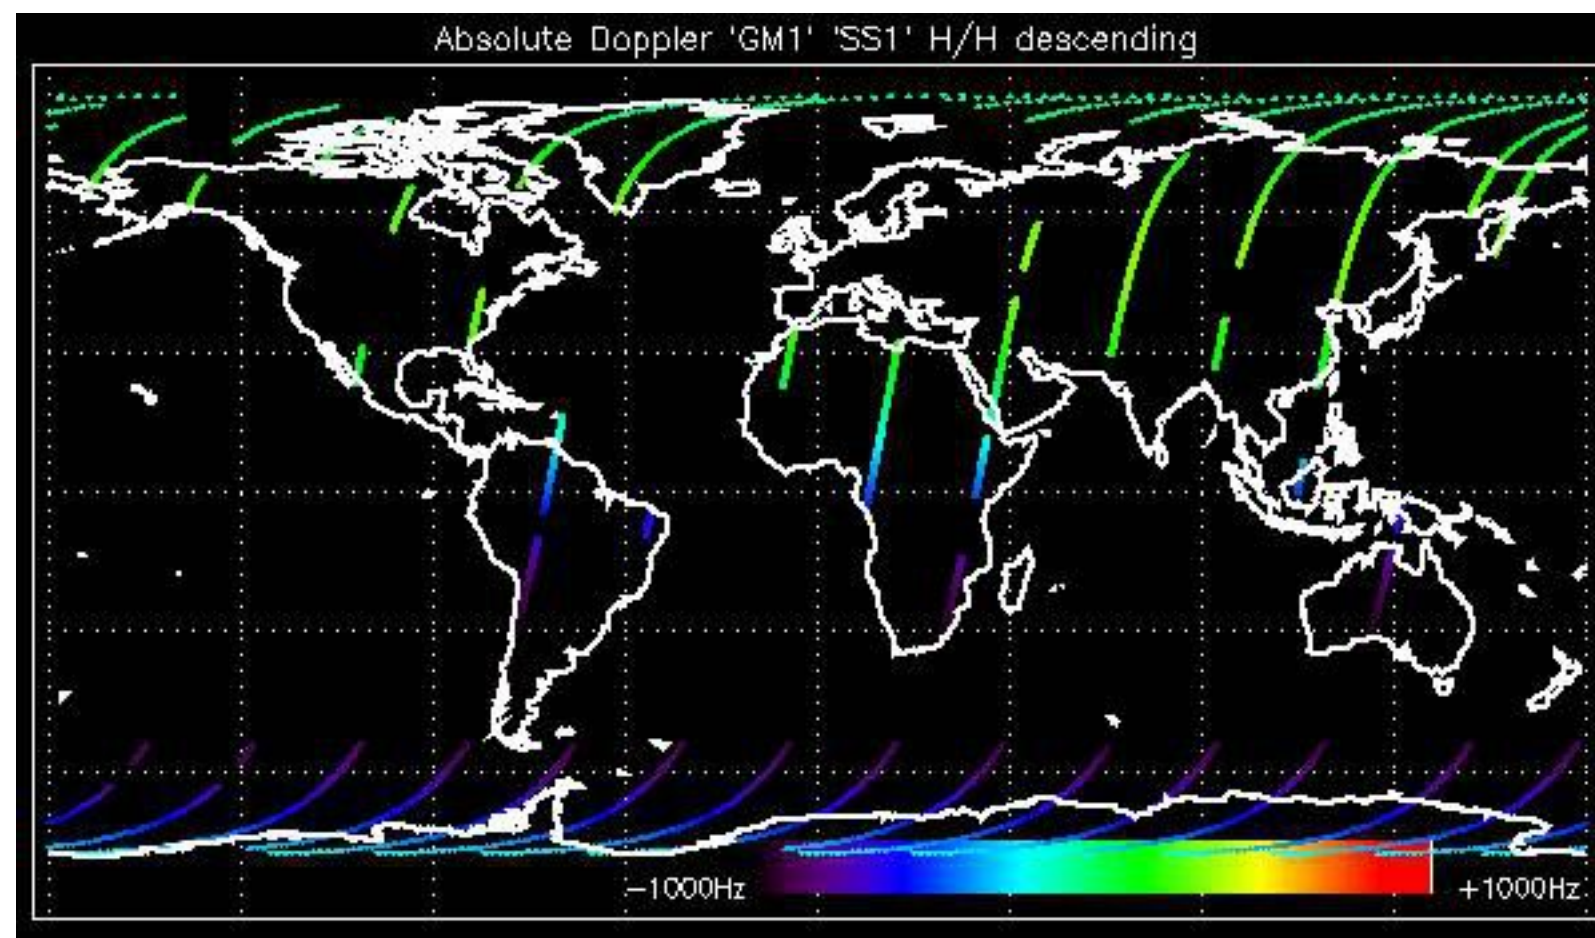 Absolute Doppler 'GM1' 'SS1' H/H descending
−1000Hz
+1000Hz